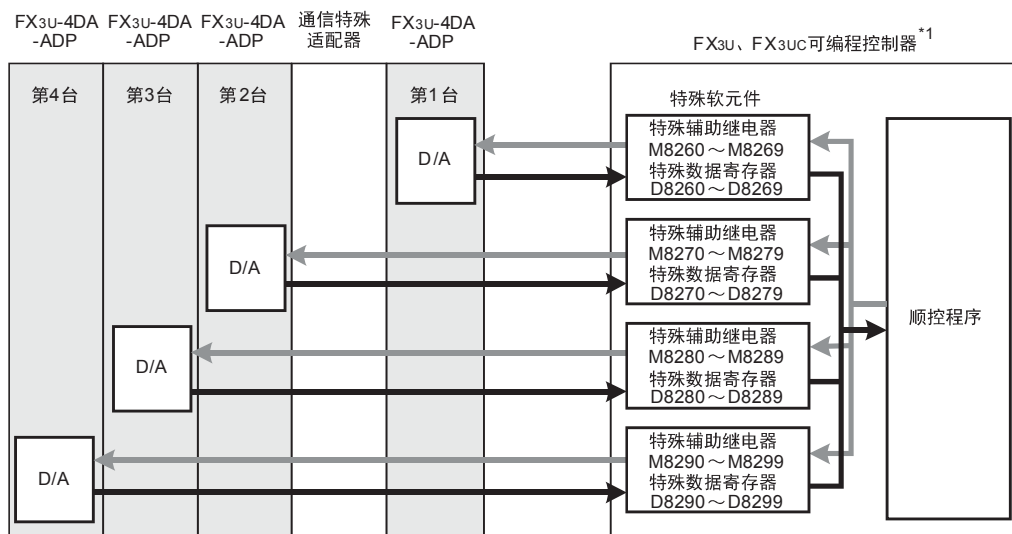 FX3U-4DA
-ADP
FX3U-4DA
-ADP
FX3U-4DA
-ADP
通信特殊
适配器
FX3U-4DA
-ADP
FX3U、FX3UC可编程控制器*1
第4台
第3台
第2台
第1台
特殊软元件
D/A
特殊辅助继电器
M8260～M8269
特殊数据寄存器
D8260～D8269
D/A
特殊辅助继电器
M8270～M8279
特殊数据寄存器
D8270～D8279
顺控程序
D/A
特殊辅助继电器
M8280～M8289
特殊数据寄存器
D8280～D8289
D/A
特殊辅助继电器
M8290～M8299
特殊数据寄存器
D8290～D8299